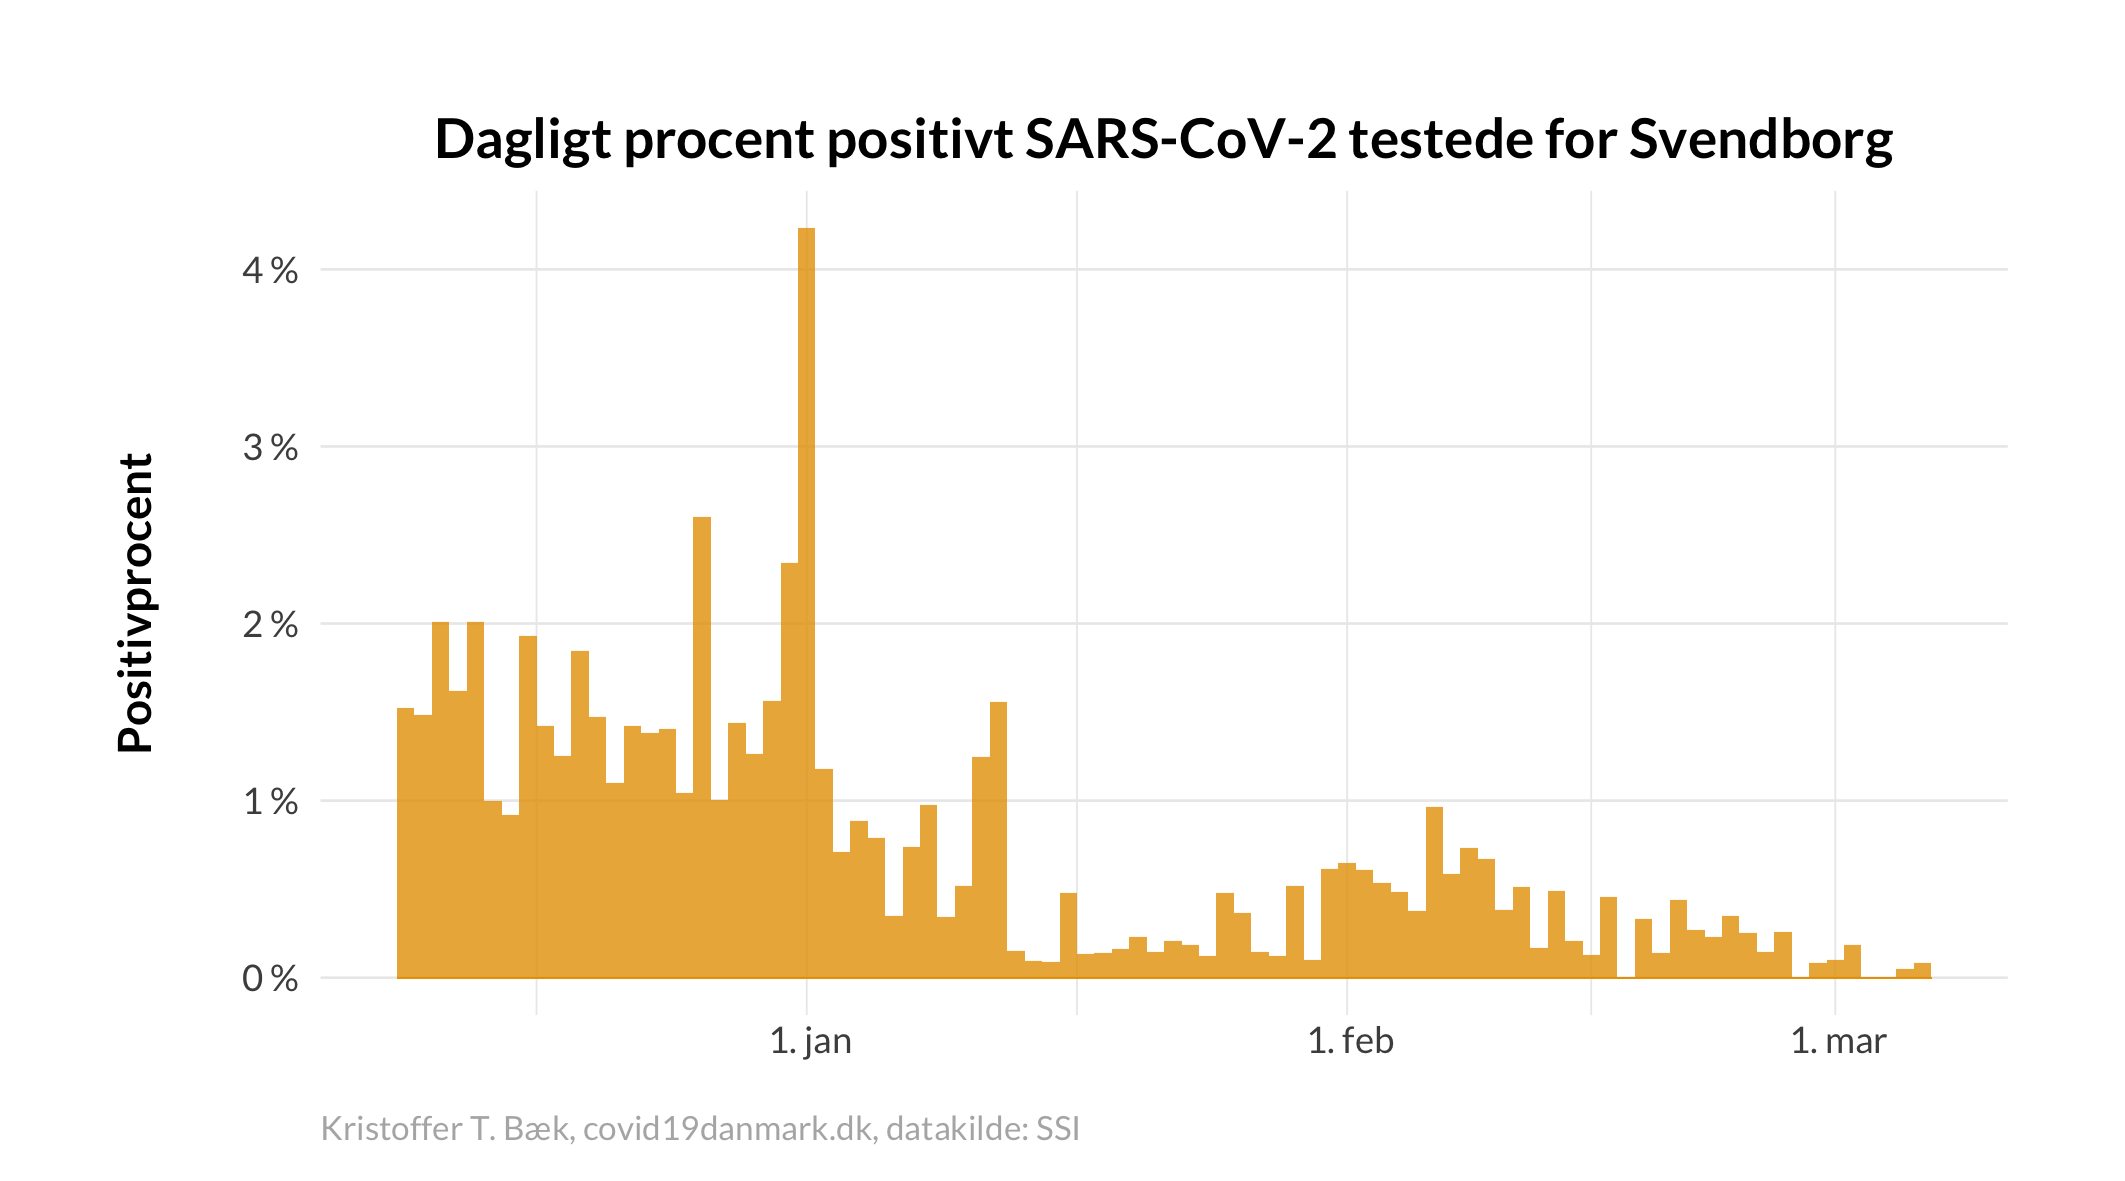 Dagligt procent positivt SARS-CoV-2 testede for Svendborg
Positivprocent
4 %
3 %
2 %
1 %
0 %
1. jan
1. feb
1. mar
Kristoffer T. Bæk, covid19danmark.dk, datakilde: SSI